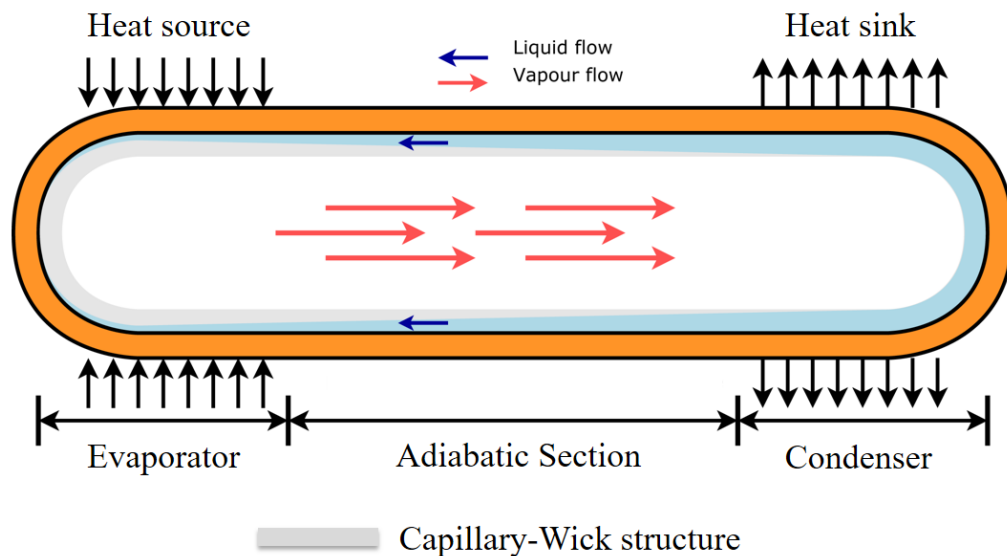 Heat source
Heat sink
Liquid flow
Vapour flow
Evaporator
Adiabatic Section
Condenser
Capillary-Wick structure